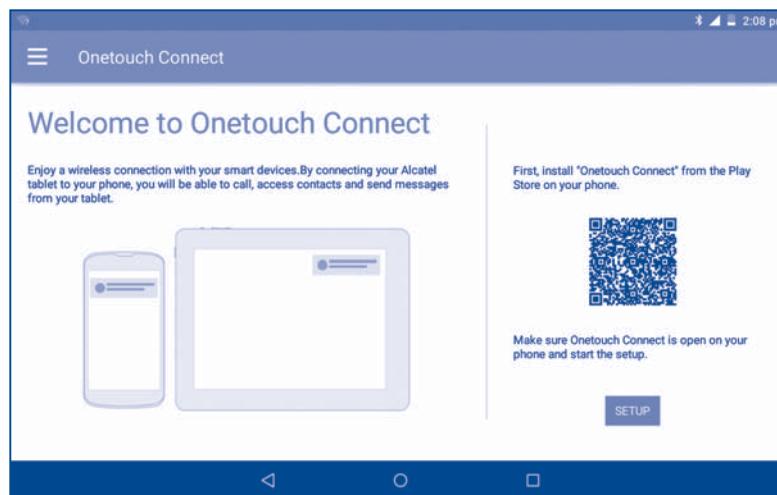 2:08 p
Onetouch Connect
Welcome to Onetouch Connect
Enjoy a wireless connection with your smart devices.By connecting your Alcatel
tablet to your phone, you will be able to call, access contacts and send messages
from your tablet.
First, install "Onetouch Connect" from the Play
Store on your phone.
Make sure Onetouch Connect is open on your
phone and start the setup.
SETUP